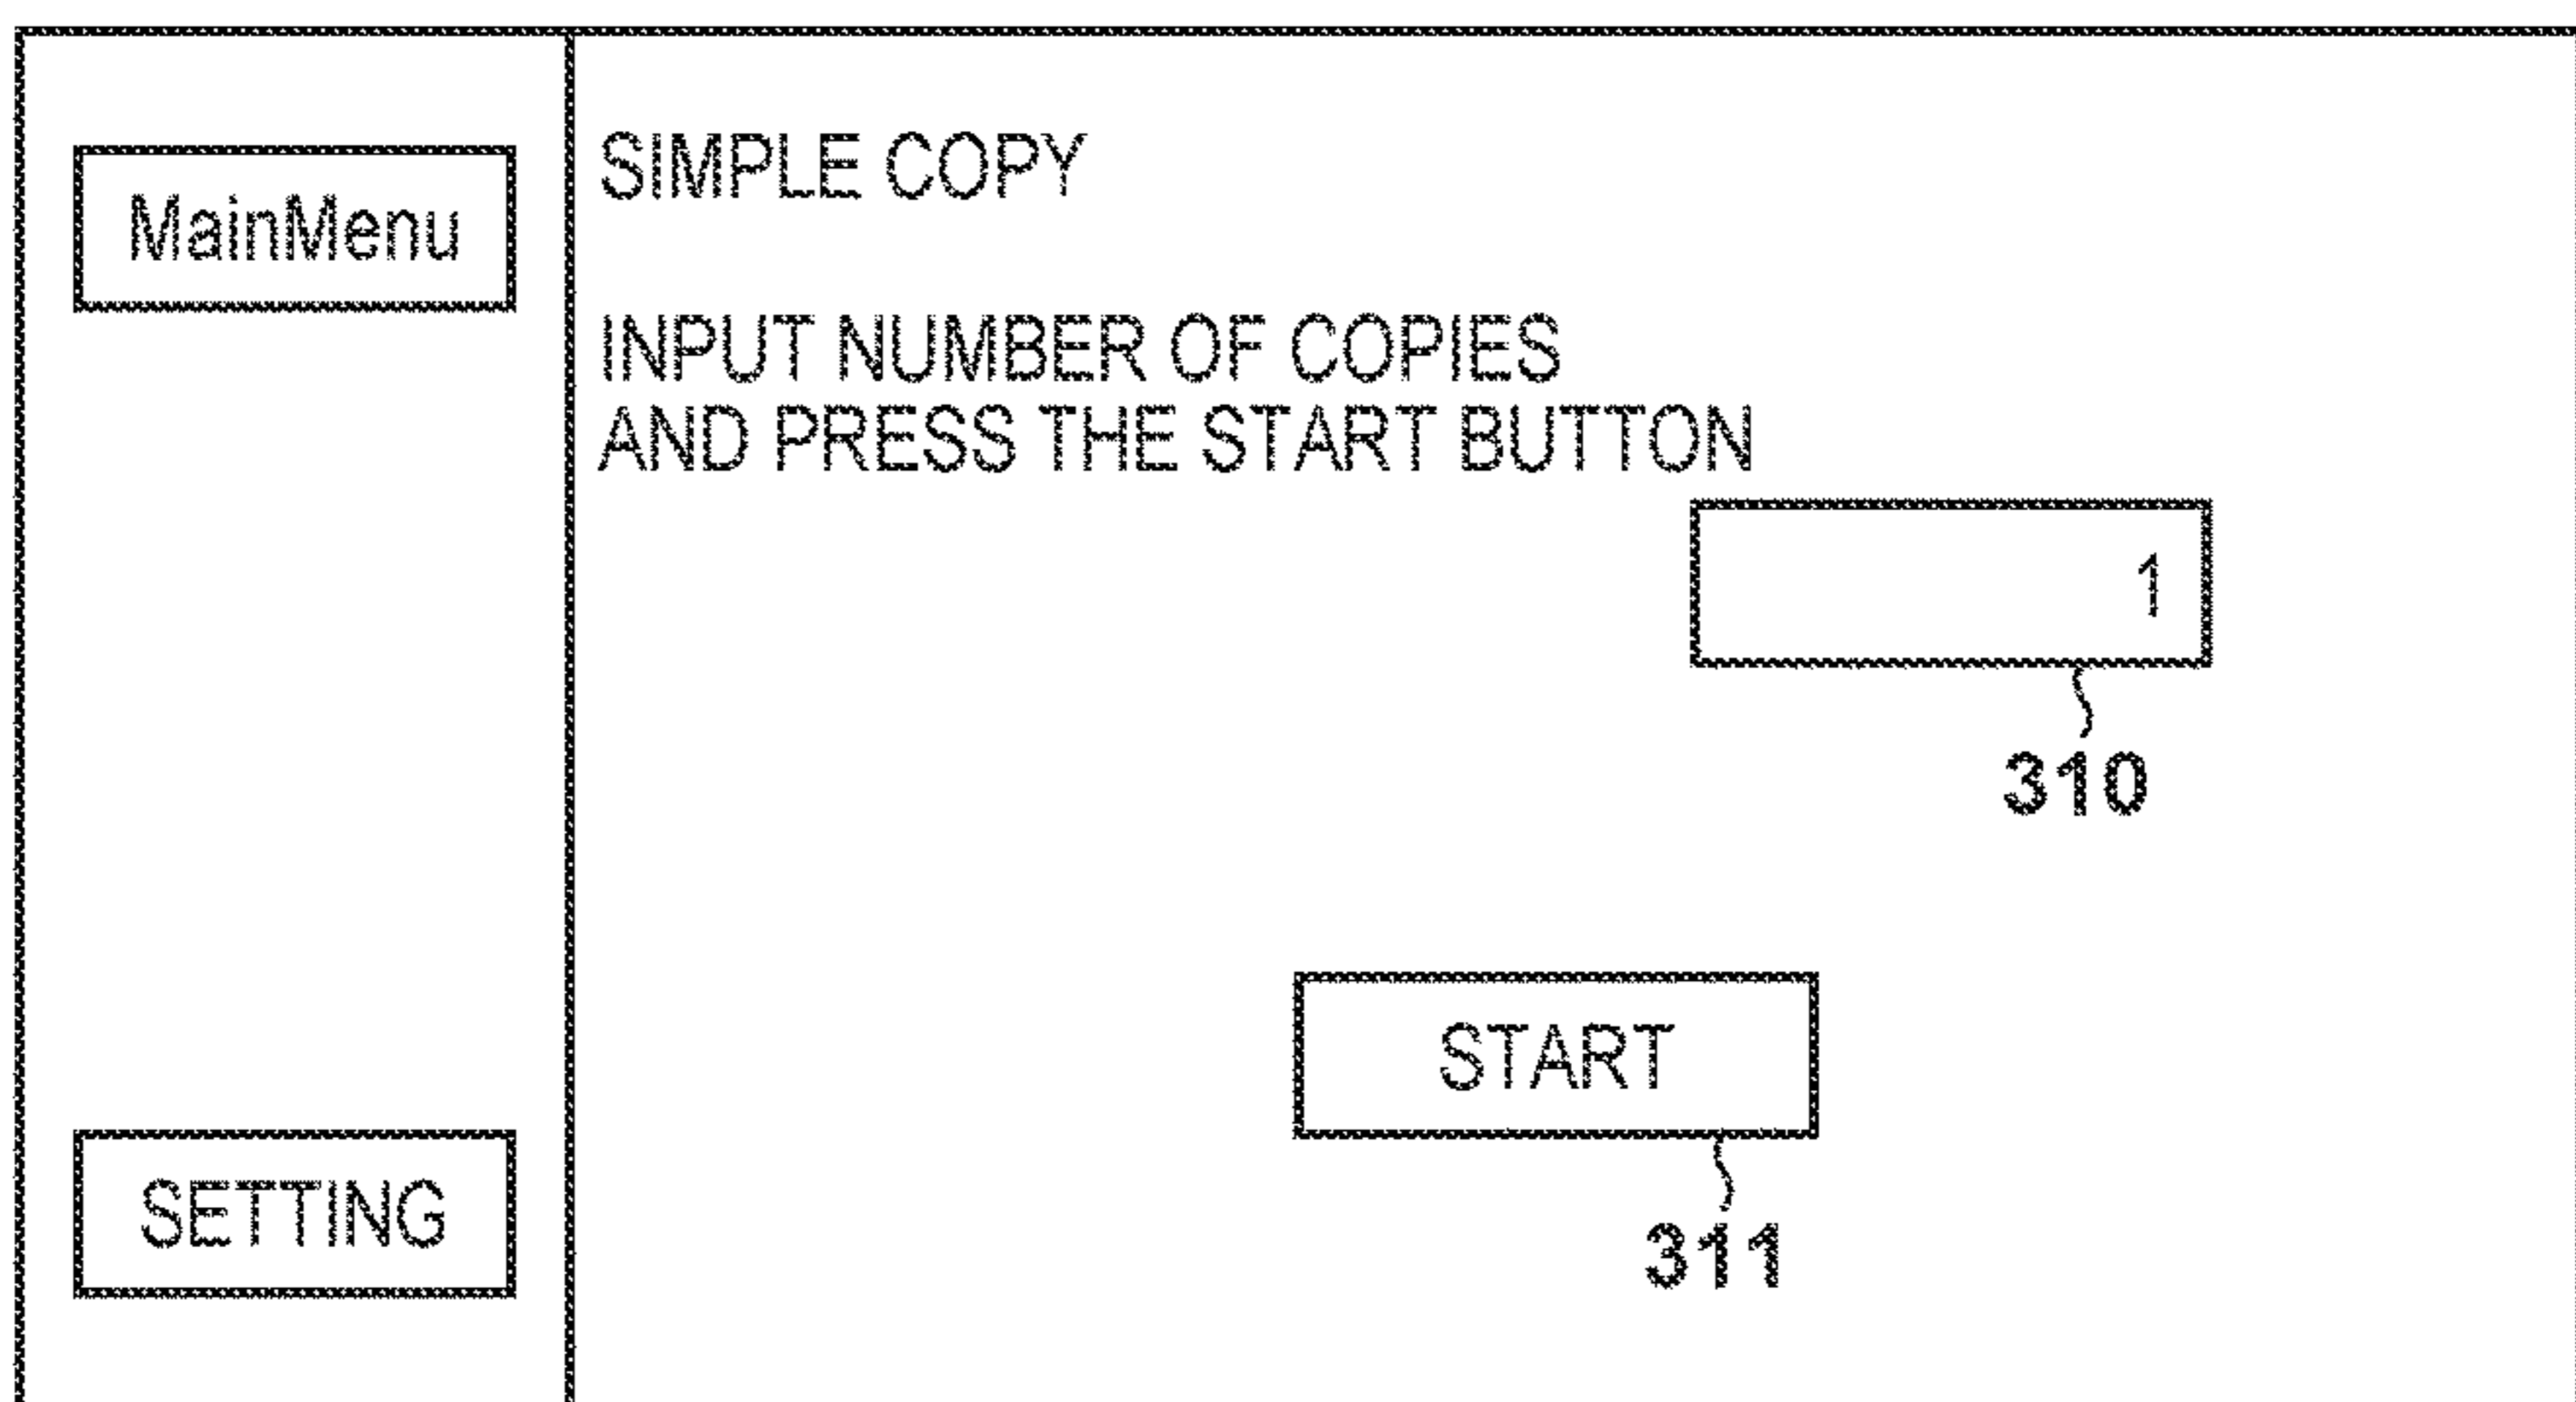 MainMenu
SETTING
SIMPLE COPY
INPUT NUMBER OF COPIES
AND PRESS THE START BUTTON
1
310
START
311